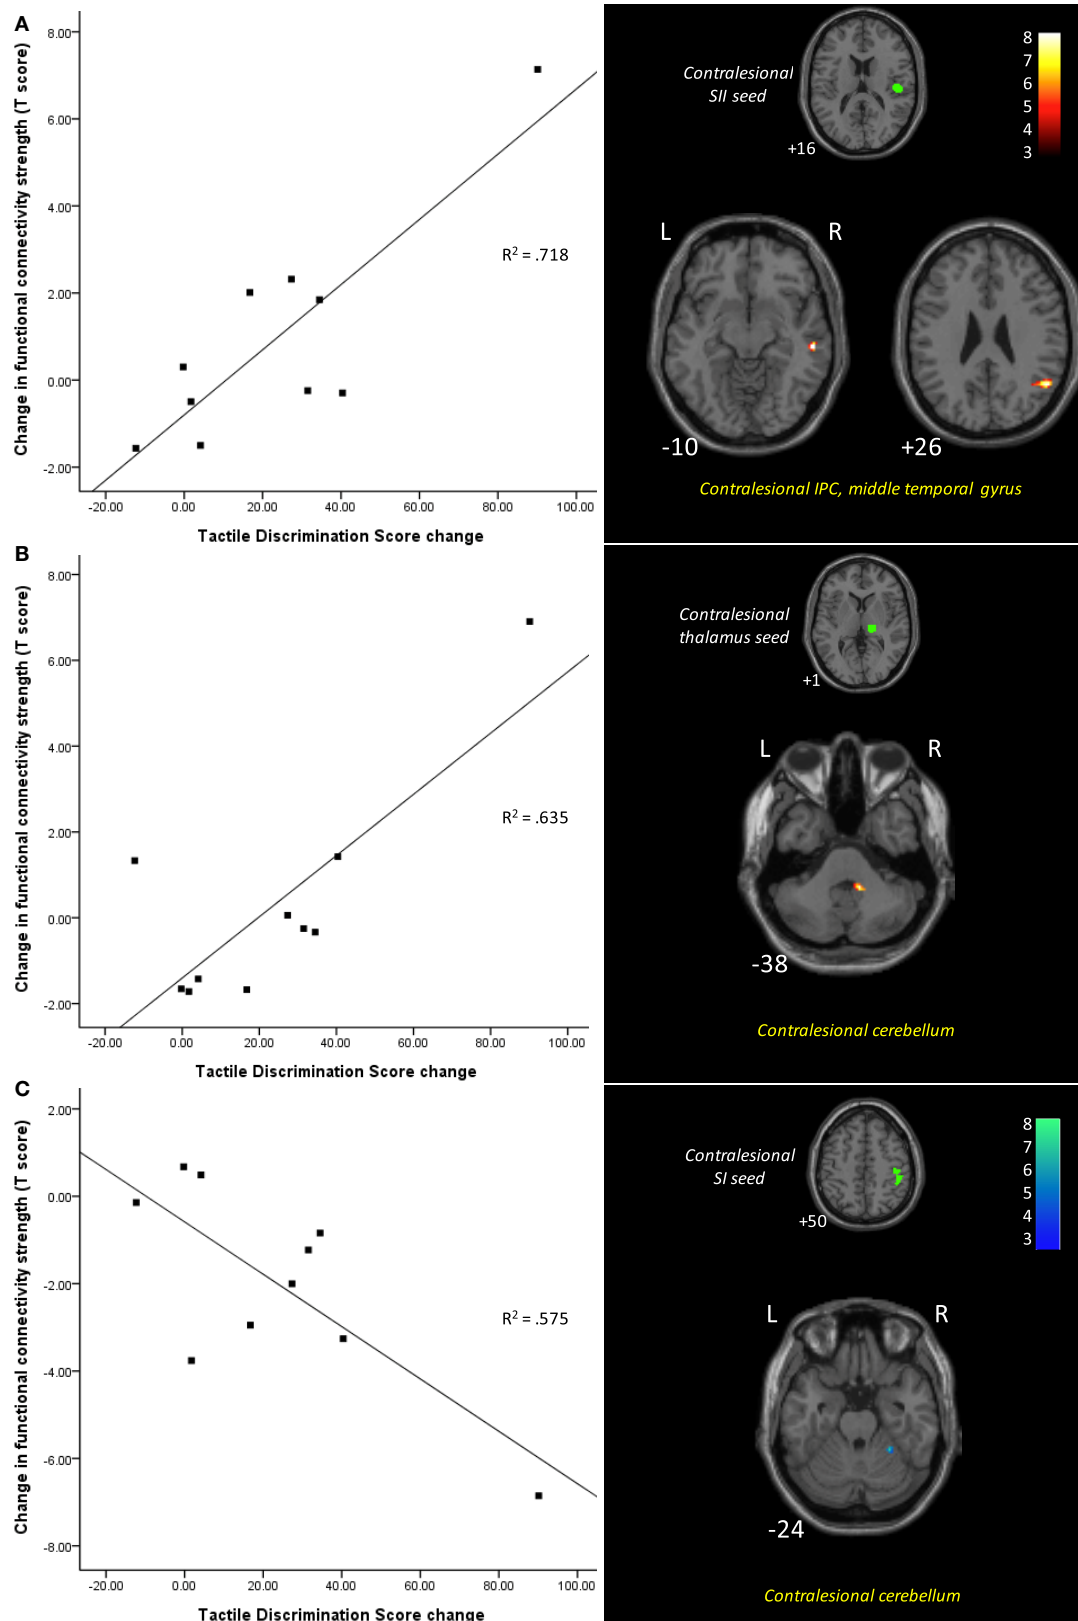 A
Change in functional connectivity strength (T score)
8.00
6.00
4.00
2.00
0.00
-2.00
R² = .718
-20.00 0.00 20.00 40.00 60.00 80.00 100.00
Tactile Discrimination Score change
Contralesional
SII seed
+16
8
7
6
5
4
3
L R
-10 +26
Contralesional IPC, middle temporal gyrus
B
Change in functional connectivity strength (T score)
8.00
6.00
4.00
2.00
0.00
-2.00
R² = .635
-20.00 0.00 20.00 40.00 60.00 80.00 100.00
Tactile Discrimination Score change
Contralesional
thalamus seed
+1
L R
-38
Contralesional cerebellum
C
Change in functional connectivity strength (T score)
2.00
0.00
-2.00
-4.00
-6.00
-8.00
R² = .575
-20.00 0.00 20.00 40.00 60.00 80.00 100.00
Tactile Discrimination Score change
Contralesional
SI seed
+50
8
7
6
5
4
3
L R
-24
Contralesional cerebellum